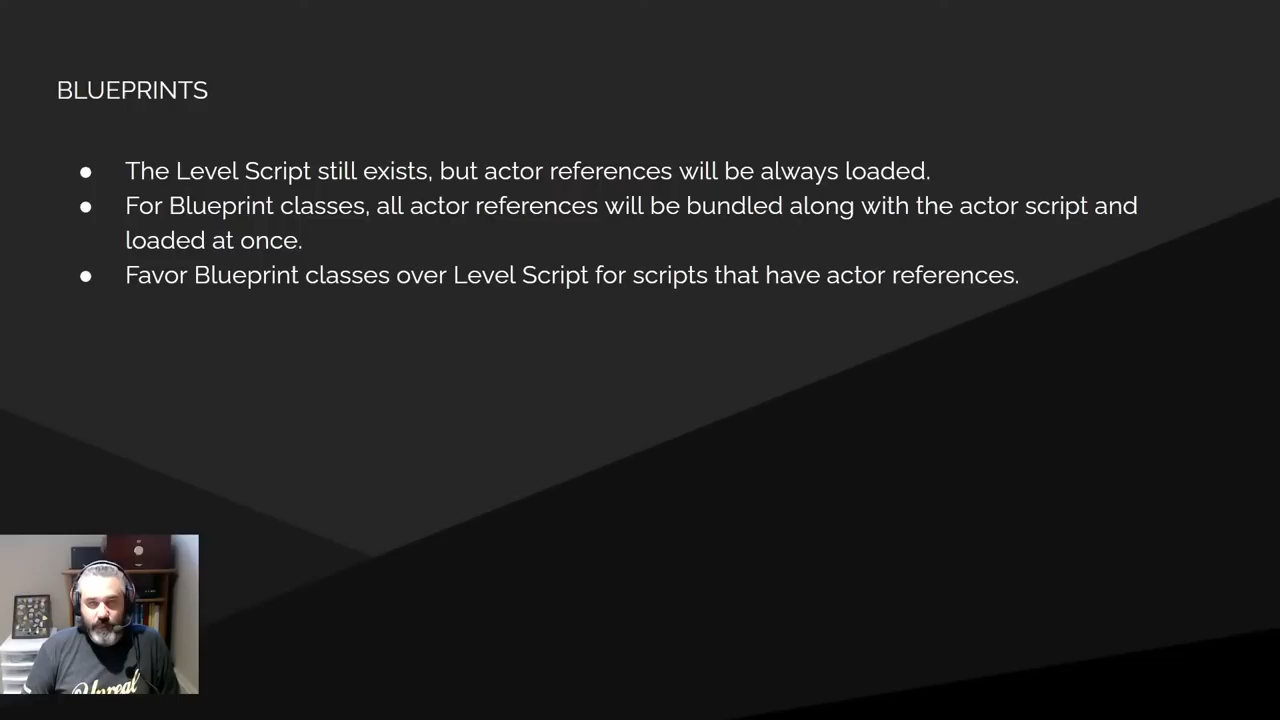 BLUEPRINTS
● The Level Script still exists, but actor references will be always loaded.
● For Blueprint classes, all actor references will be bundled along with the actor script and
loaded at once.
● Favor Blueprint classes over Level Script for scripts that have actor references.
Unreal